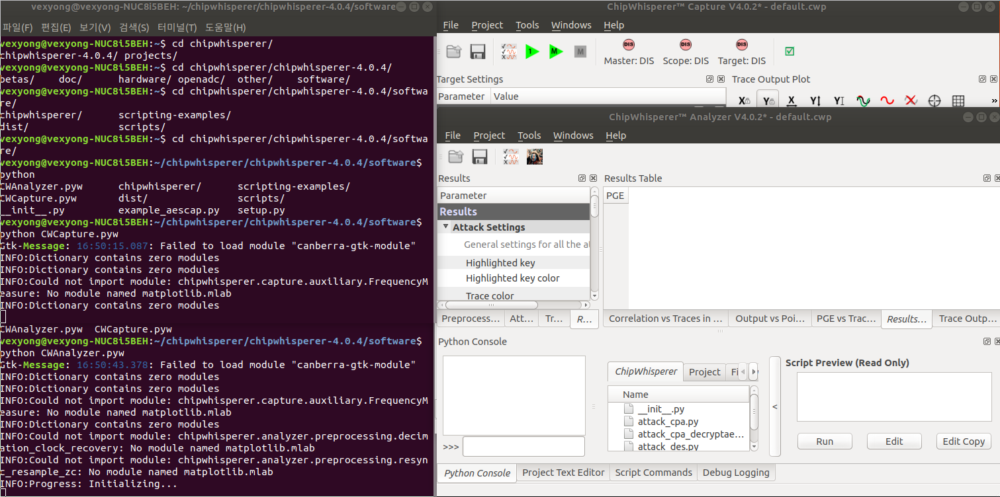 vexyong@vexyong-NUC8i5BEH: ~/chipwhisperer/chipwhisperer-4.0.4/software
파일(F) 편집(E) 보기(V) 검색(S) 터미널(T) 도움말(H)
vexyong@vexyong-NUC8i5BEH:~$ cd chipwhisperer/
chipwhisperer-4.0.4/ projects/
vexyong@vexyong-NUC8i5BEH:~$ cd chipwhisperer/chipwhisperer-4.0.4/
betas/ doc/ hardware/ openadc/ other/ software/
vexyong@vexyong-NUC8i5BEH:~$ cd chipwhisperer/chipwhisperer-4.0.4/softwa
re/
chipwhisperer/ scripting-examples/
dist/ scripts/
vexyong@vexyong-NUC8i5BEH:~$ cd chipwhisperer/chipwhisperer-4.0.4/softwa
re/
vexyong@vexyong-NUC8i5BEH:~/chipwhisperer/chipwhisperer-4.0.4/software$
python
CWAnalyzer.pyw chipwhisperer/ scripting-examples/
CWCapture.pyw dist/ scripts/
__init__.py example_aescap.py setup.py
vexyong@vexyong-NUC8i5BEH:~/chipwhisperer/chipwhisperer-4.0.4/software$
python CWCapture.pyw
Gtk-Message: 16:50:15.087: Failed to load module "canberra-gtk-module"
INFO:Dictionary contains zero modules
INFO:Dictionary contains zero modules
INFO:Could not import module: chipwhisperer.capture.auxiliary.FrequencyM
easure: No module named matplotlib.mlab
INFO:Dictionary contains zero modules
CWAnalyzer.pyw CWCapture.pyw
vexyong@vexyong-NUC8i5BEH:~/chipwhisperer/chipwhisperer-4.0.4/software$
python CWAnalyzer.pyw
Gtk-Message: 16:50:43.378: Failed to load module "canberra-gtk-module"
INFO:Dictionary contains zero modules
INFO:Dictionary contains zero modules
INFO:Could not import module: chipwhisperer.capture.auxiliary.FrequencyM
easure: No module named matplotlib.mlab
INFO:Dictionary contains zero modules
INFO:Could not import module: chipwhisperer.analyzer.preprocessing.decim
ation_clock_recovery: No module named matplotlib.mlab
INFO:Could not import module: chipwhisperer.analyzer.preprocessing.resyn
c_resample_zc: No module named matplotlib.mlab
INFO:Progress: Initializing...
ChipWhisperer™ Capture V4.0.2* - default.cwp
File Project Tools Windows Help
1 M M DIS DIS DIS
Master: DIS Scope: DIS Target: DIS
Target Settings Trace Output Plot
Parameter Value
X Y X Y Y »
ChipWhisperer™ Analyzer V4.0.2* - default.cwp
File Project Tools Windows Help
Results Results Table
Parameter PGE
Results
Attack Settings
General settings for all the at
Highlighted key
Highlighted key color
Trace color
Preprocess... Att... Tr... R... Correlation vs Traces in ... Output vs Poi... PGE vs Trac... Results... Trace Outp...
Python Console
ChipWhisperer Project Fi Script Preview (Read Only)
Name
__init__.py
attack_cpa.py
attack_cpa_decryptae...
attack_des.py
<
>>> Run Edit Edit Copy
Python Console Project Text Editor Script Commands Debug Logging